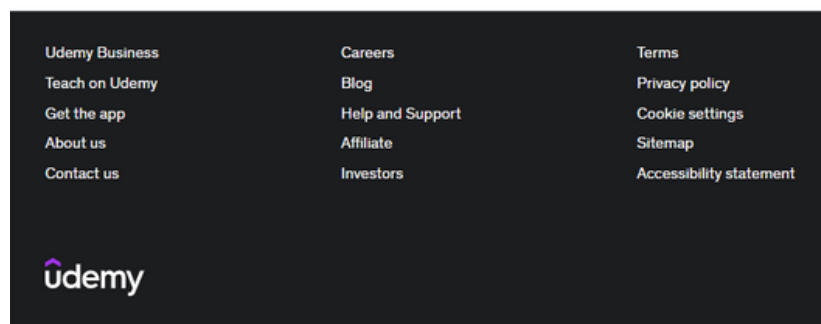 Udemy Business
Teach on Udemy
Get the app
About us
Contact us
Careers
Blog
Help and Support
Affiliate
Investors
Terms
Privacy policy
Cookie settings
Sitemap
Accessibility statement
ûdemy